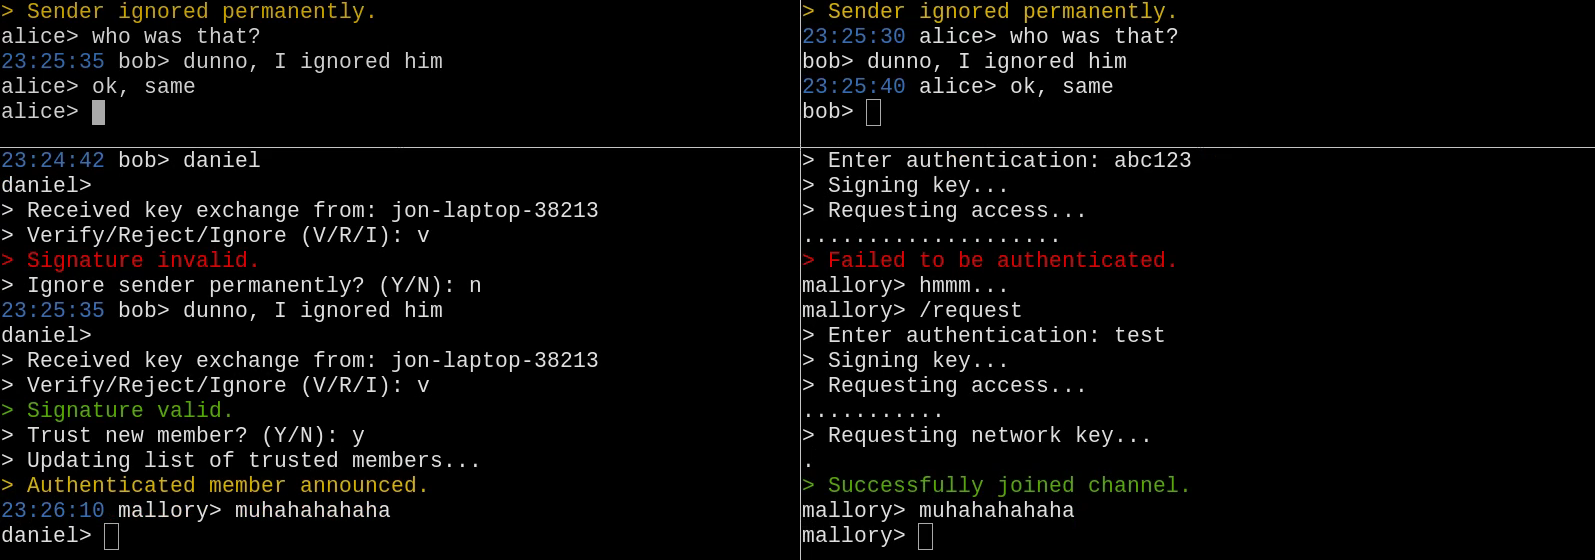 > Sender ignored permanently.
alice> who was that?
23:25:35 bob> dunno, I ignored him
alice> ok, same
alice>
> Sender ignored permanently.
23:25:30 alice> who was that?
bob> dunno, I ignored him
23:25:40 alice> ok, same
bob>
23:24:42 bob> daniel
daniel>
> Received key exchange from: jon-laptop-38213
> Verify/Reject/Ignore (V/R/I): v
> Signature invalid.
> Ignore sender permanently? (Y/N): n
23:25:35 bob> dunno, I ignored him
daniel>
> Received key exchange from: jon-laptop-38213
> Verify/Reject/Ignore (V/R/I): v
> Signature valid.
> Trust new member? (Y/N): y
> Updating list of trusted members...
> Authenticated member announced.
23:26:10 mallory> muhahahahaha
daniel>
> Enter authentication: abc123
> Signing key...
> Requesting access...
....................
> Failed to be authenticated.
mallory> hmmm...
mallory> /request
> Enter authentication: test
> Signing key...
> Requesting access...
...........
> Requesting network key...
.
> Successfully joined channel.
mallory> muhahahahaha
mallory>